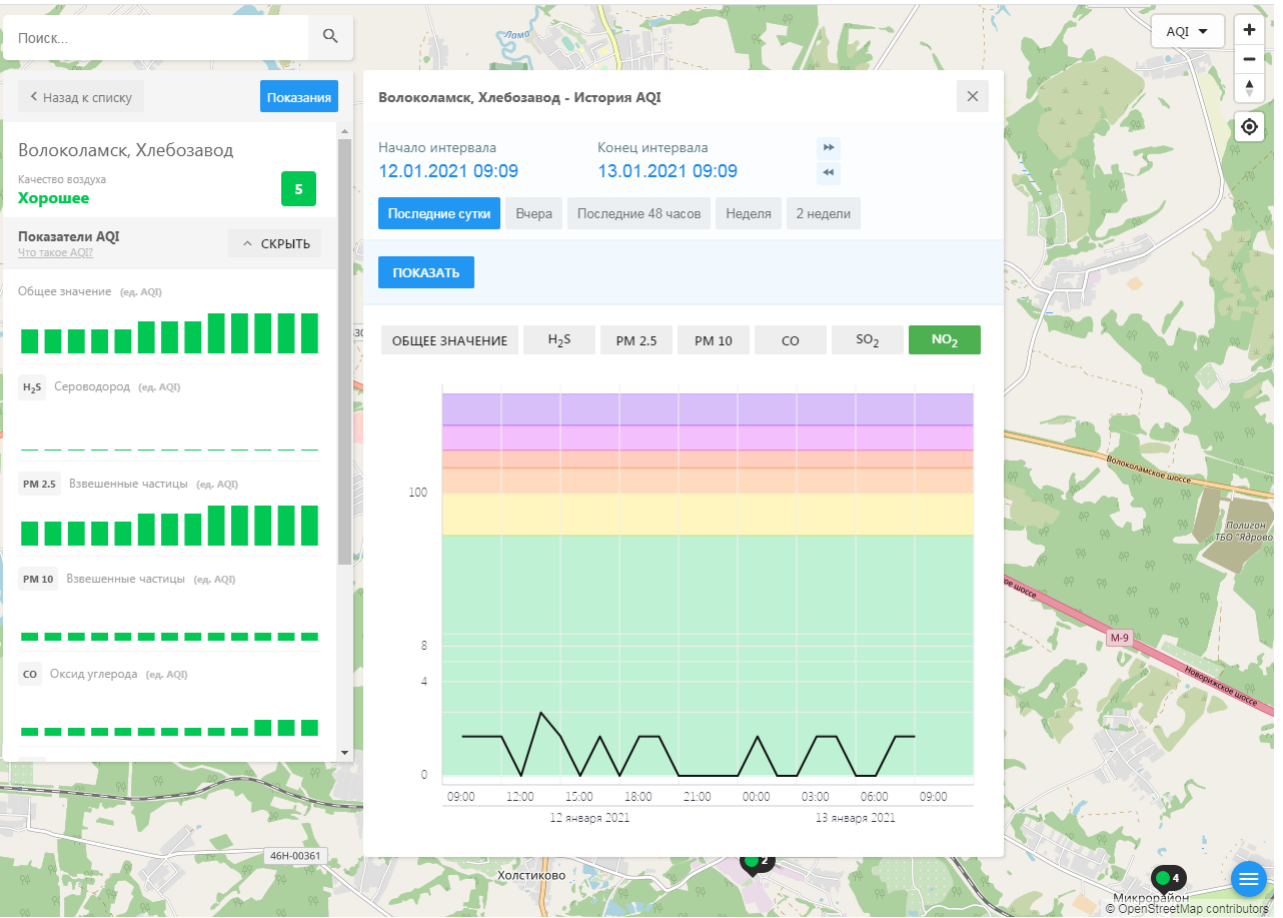 Поиск...
Лама
AQI
Назад к списку
Показания
Волоколамск, Хлебозавод
Качество воздуха
Хорошее
5
Показатели AQI
Что такое AQI?
СКРЫТЬ
Общее значение (ед. AQI)
H₂S Сероводород (ед. AQI)
PM 2.5 Взвешенные частицы (ед. AQI)
PM 10 Взвешенные частицы (ед. AQI)
CO Оксид углерода (ед. AQI)
Волоколамск, Хлебозавод - История AQI
Начало интервала
12.01.2021 09:09
Конец интервала
13.01.2021 09:09
Последние сутки
Вчера
Последние 48 часов
Неделя
2 недели
ПОКАЗАТЬ
ОБЩЕЕ ЗНАЧЕНИЕ
H₂S
PM 2.5
PM 10
CO
SO₂
NO₂
100
8
4
0
09:00 12:00 15:00 18:00 21:00 00:00 03:00 06:00 09:00
12 января 2021 13 января 2021
Волоколамское шоссе
Полигон
ТБО "Ядрово
ое шоссе
М-9
Новорижское шоссе
46Н-00361
Холстиково
2
4
Микрорайон
© OpenStreetMap contributors